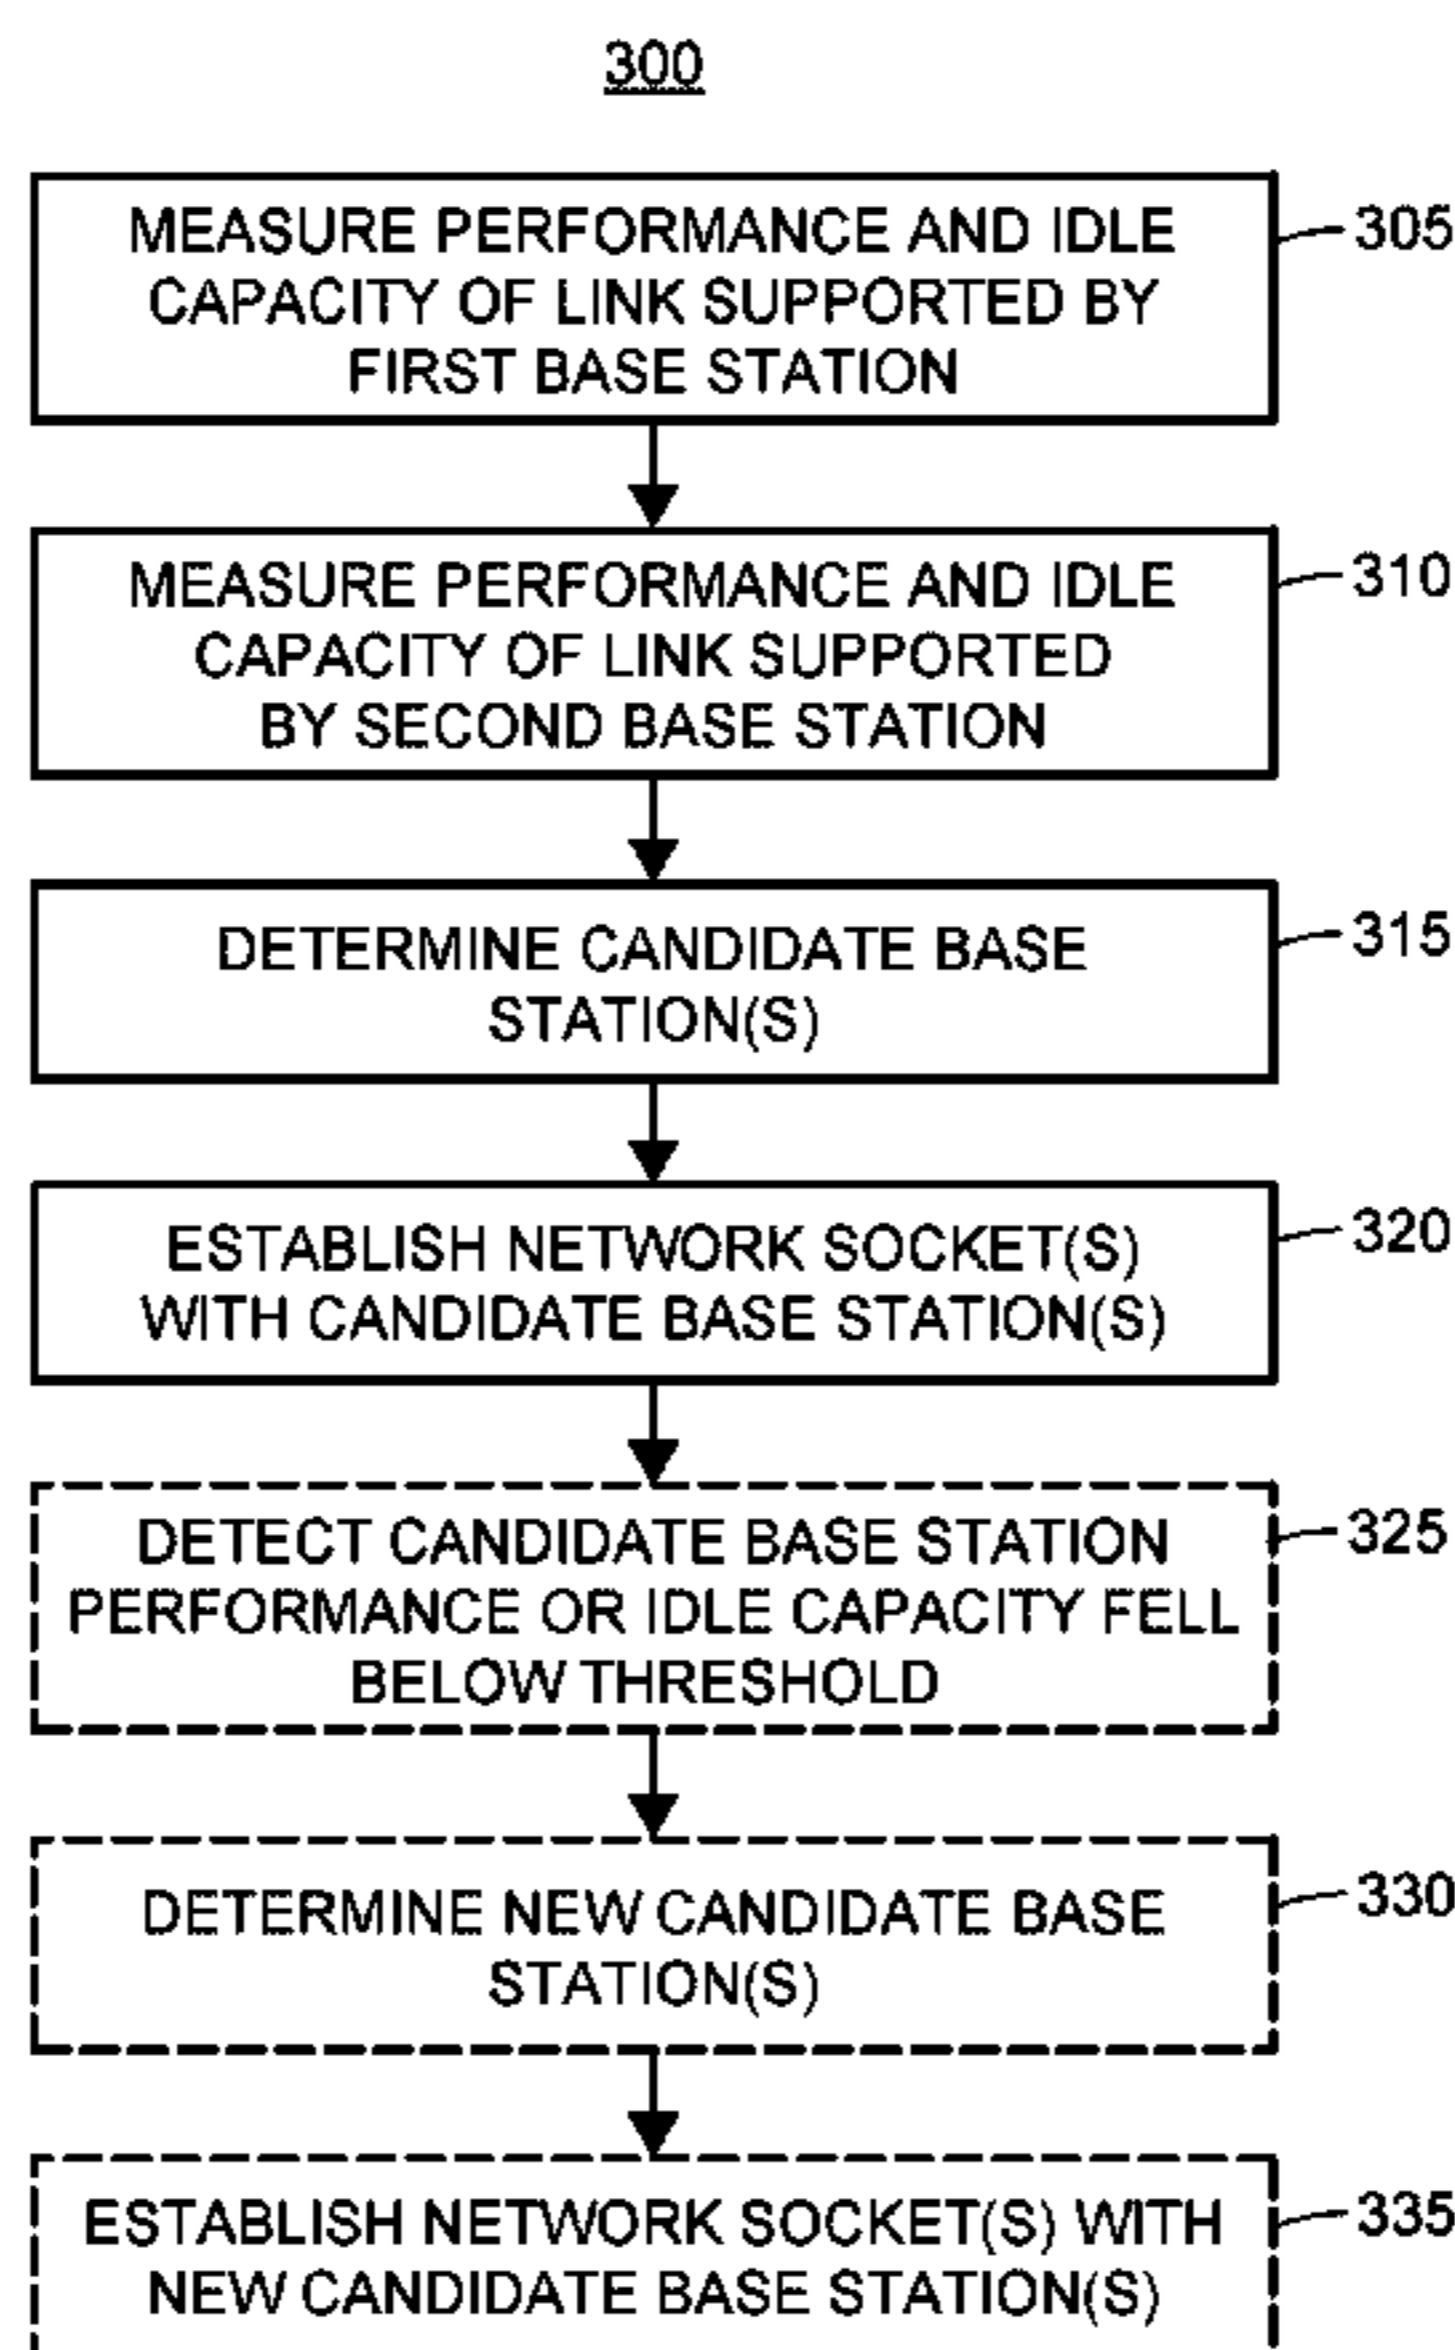 300
MEASURE PERFORMANCE AND IDLE
CAPACITY OF LINK SUPPORTED BY
FIRST BASE STATION
305
MEASURE PERFORMANCE AND IDLE
CAPACITY OF LINK SUPPORTED
BY SECOND BASE STATION
310
DETERMINE CANDIDATE BASE
STATION(S)
315
ESTABLISH NETWORK SOCKET(S)
WITH CANDIDATE BASE STATION(S)
320
DETECT CANDIDATE BASE STATION
PERFORMANCE OR IDLE CAPACITY FELL
BELOW THRESHOLD
325
DETERMINE NEW CANDIDATE BASE
STATION(S)
330
ESTABLISH NETWORK SOCKET(S) WITH
NEW CANDIDATE BASE STATION(S)
335